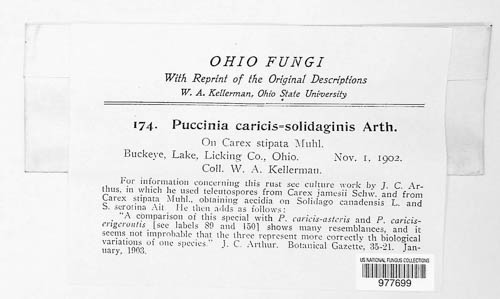 OHIO FUNGI
With Reprint of the Original Descriptions
W. A. Kellerman, Ohio State University
174. Puccinia caricis=solidaginis Arth.
On Carex stipata Muhl.
Buckeye, Lake, Licking Co., Ohio. Nov. 1, 1902.
Coll. W. A. Kellerman.
For information concerning this rust see culture work by J. C. Ar-
thus, in which he used teleutospores from Carex jamesii Schw. and from
Carex stipata Muhl., obtaining aecidia on Solidago canadensis L. and
S. serotina Ait. He then adds as follows:
"A comparison of this special with P. caricis-asteris and P. caricis-
erigerontis [see labels 89 and 150] shows many resemblances, and it
seems not improbable that the three represent more correctly th biological
variations of one species." J. C. Arthur. Botanical Gazette, 35-21. Jan-
uary, 1903.
US NATIONAL FUNGUS COLLECTIONS
977699